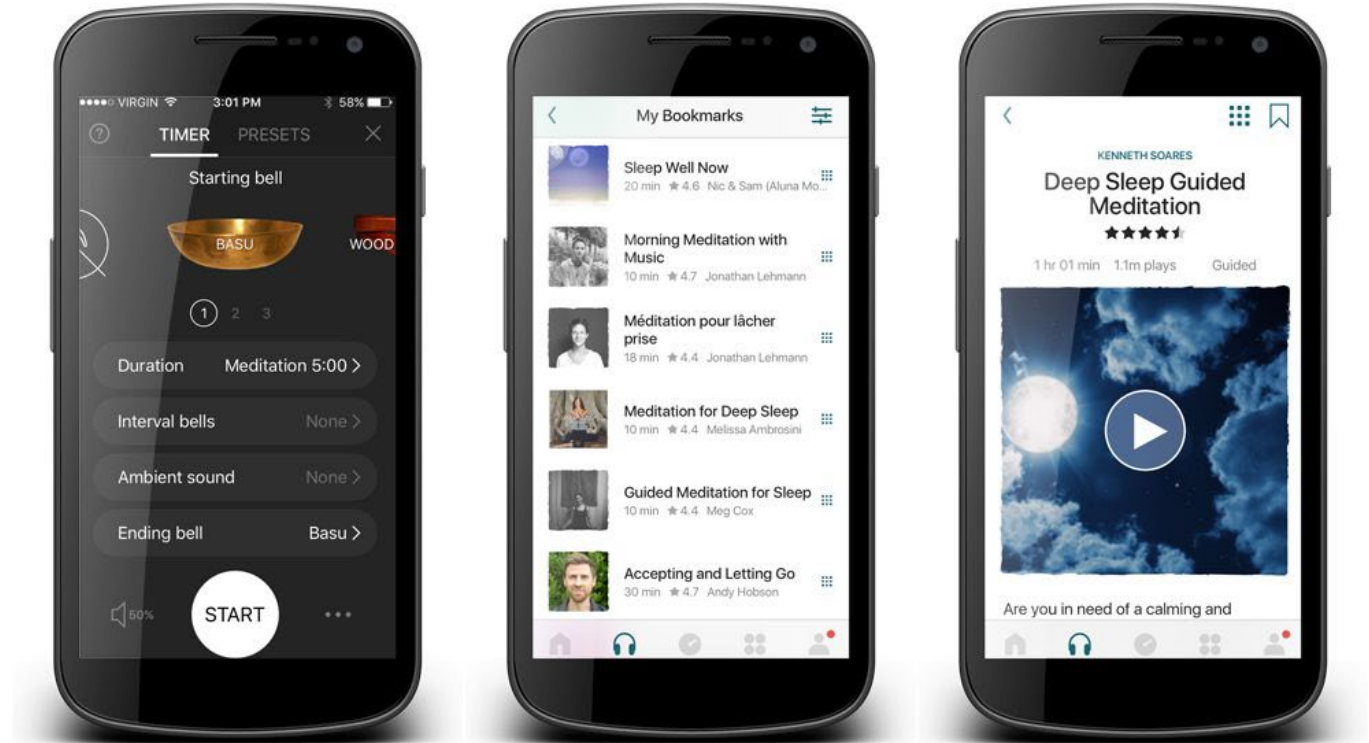 VIRGIN 3:01 PM 58%
? TIMER PRESETS
Starting bell
BASU WOOD
1 2 3
Duration Meditation 5:00 >
Interval bells None >
Ambient sound None >
Ending bell Basu >
50% START
My Bookmarks
Sleep Well Now
20 min ★ 4.6 Nic & Sam (Aluna Mo...
Morning Meditation with
Music
10 min ★ 4.7 Jonathan Lehmann
Méditation pour lâcher
prise
18 min ★ 4.4 Jonathan Lehmann
Meditation for Deep Sleep
10 min ★ 4.4 Melissa Ambrosini
Guided Meditation for Sleep
10 min ★ 4.4 Meg Cox
Accepting and Letting Go
30 min ★ 4.7 Andy Hobson
KENNETH SOARES
Deep Sleep Guided
Meditation
1 hr 01 min 1.1m plays Guided
Are you in need of a calming and